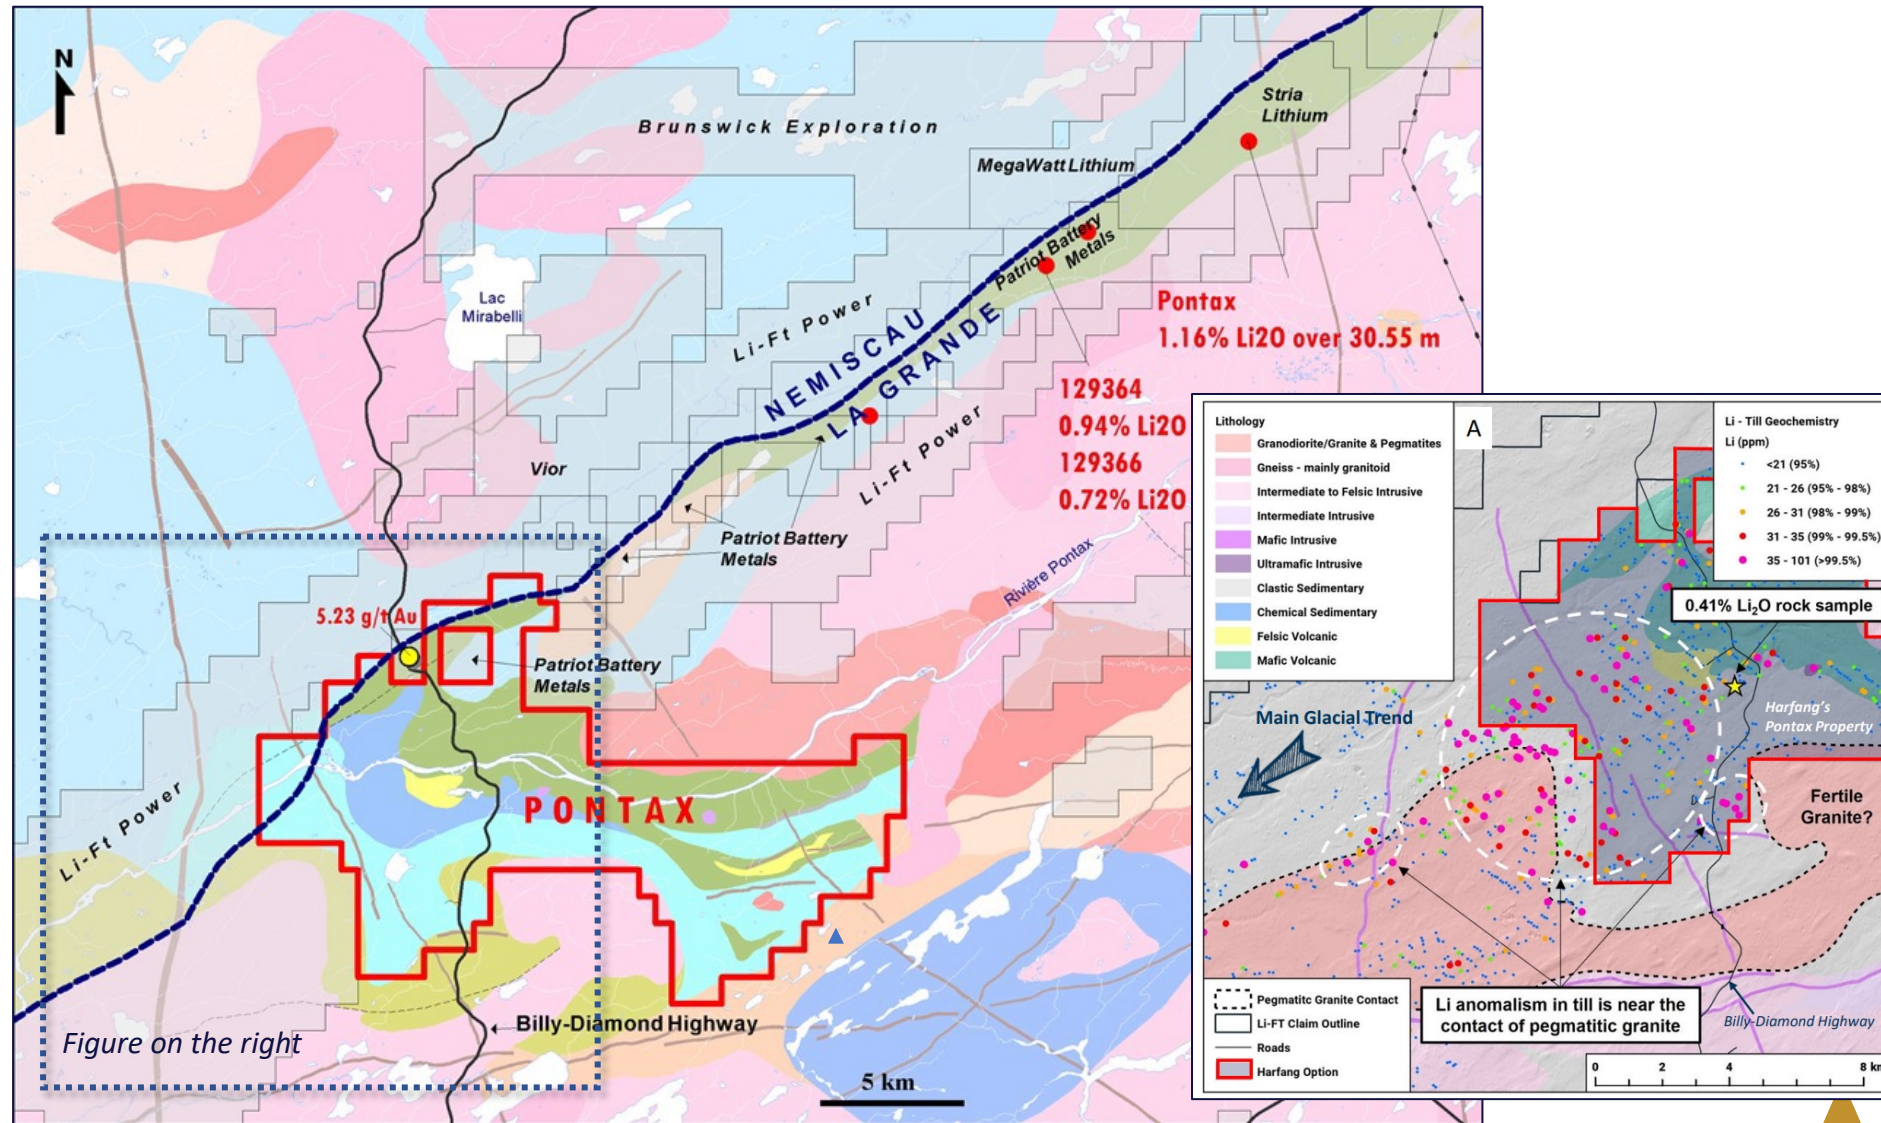 N
Brunswick Exploration
Stria
Lithium
MegaWatt Lithium
Patriot Battery
Metals
Lac
Mirabelli
Li-Ft Power
NEMISCAU
LA GRANDE
Pontax
1.16% Li2O over 30.55 m
129364
0.94% Li2O
129366
0.72% Li2O
Li-Ft Power
Vior
Patriot Battery
Metals
Rivière Pontax
5.23 g/t Au
Patriot Battery
Metals
Li-Ft Power
PONTAX
Billy-Diamond Highway
Figure on the right
5 km
Lithology
Granodiorite/Granite & Pegmatites
Gneiss - mainly granitoid
Intermediate to Felsic Intrusive
Intermediate Intrusive
Mafic Intrusive
Ultramafic Intrusive
Clastic Sedimentary
Chemical Sedimentary
Felsic Volcanic
Mafic Volcanic
A
Li - Till Geochemistry
Li (ppm)
<21 (95%)
21 - 26 (95% - 98%)
26 - 31 (98% - 99%)
31 - 35 (99% - 99.5%)
35 - 101 (>99.5%)
0.41% Li₂O rock sample
Main Glacial Trend
Harfang's
Pontax Property
Fertile
Granite?
Li anomalism in till is near the
contact of pegmatitic granite
Billy-Diamond Highway
Pegmatitic Granite Contact
Li-FT Claim Outline
Roads
Harfang Option
0 2 4 8 km